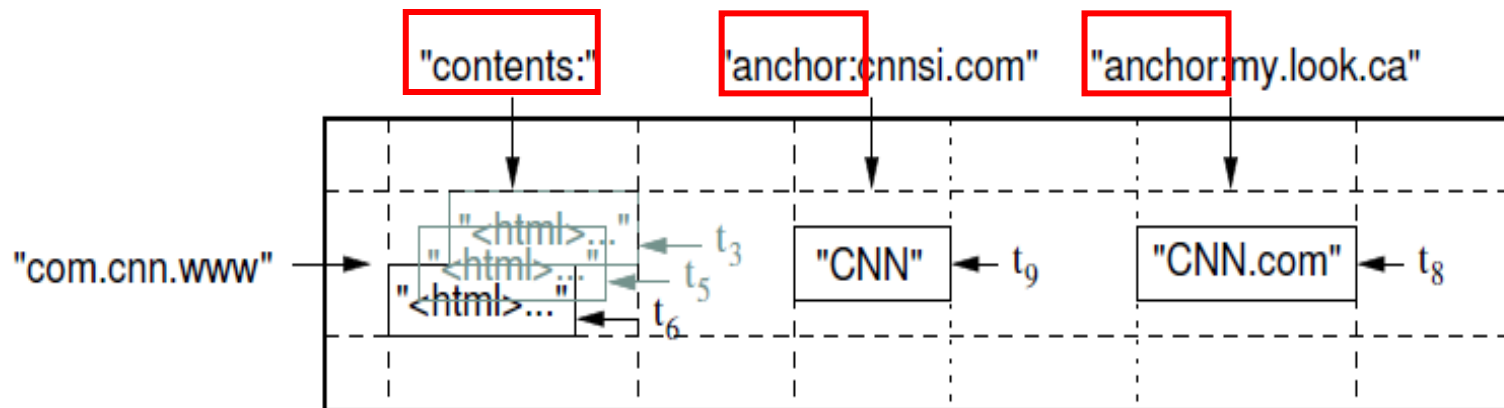 "contents:" "anchor:cnnsi.com" "anchor:my.look.ca"
"<html>..." t3
"com.cnn.www" "<html>..." t5 "CNN" t9 "CNN.com" t8
"<html>..." t6